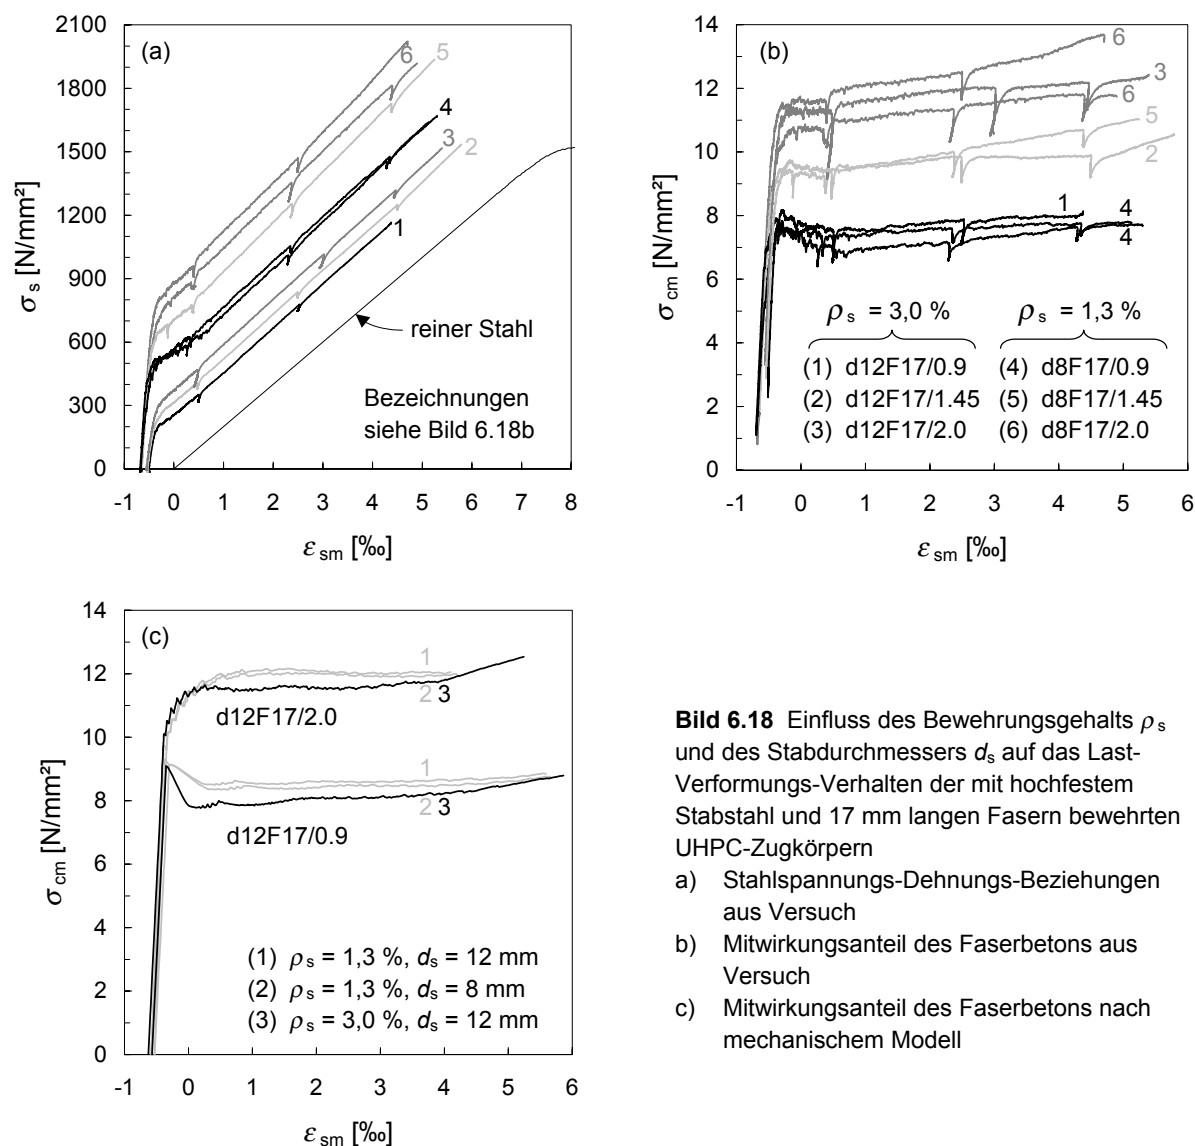 (a)
2100
1800
1500
1200
900
600
300
0
σs [N/mm²]
6
5
4
3
2
1
reiner Stahl
Bezeichnungen
siehe Bild 6.18b
-1 0 1 2 3 4 5 6 7 8
εsm [‰]
(b)
14
12
10
8
6
4
2
0
σcm [N/mm²]
6
3
6
5
2
1
4
4
ρs = 3,0 % ρs = 1,3 %
(1) d12F17/0.9 (4) d8F17/0.9
(2) d12F17/1.45 (5) d8F17/1.45
(3) d12F17/2.0 (6) d8F17/2.0
-1 0 1 2 3 4 5 6
εsm [‰]
(c)
14
12
10
8
6
4
2
0
σcm [N/mm²]
1
2 3
d12F17/2.0
1
2 3
d12F17/0.9
(1) ρs = 1,3 %, ds = 12 mm
(2) ρs = 1,3 %, ds = 8 mm
(3) ρs = 3,0 %, ds = 12 mm
-1 0 1 2 3 4 5 6
εsm [‰]
Bild 6.18 Einfluss des Bewehrungsgehalts ρs
und des Stabdurchmessers ds auf das Last-
Verformungs-Verhalten der mit hochfestem
Stabstahl und 17 mm langen Fasern bewehrten
UHPC-Zugkörpern
a) Stahlspannungs-Dehnungs-Beziehungen
aus Versuch
b) Mitwirkungsanteil des Faserbetons aus
Versuch
c) Mitwirkungsanteil des Faserbetons nach
mechanischem Modell